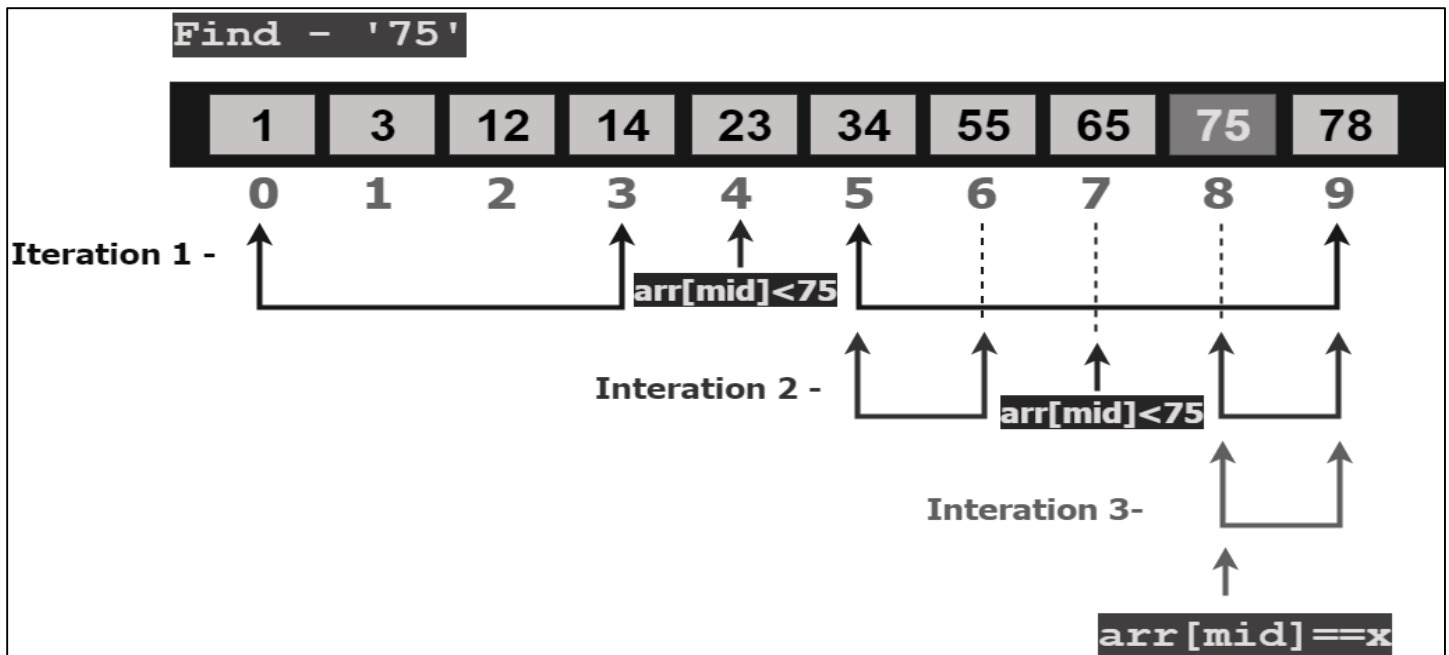 Find - '75'
1 3 12 14 23 34 55 65 75 78
0 1 2 3 4 5 6 7 8 9
Iteration 1 -
arr[mid]<75
Interation 2 -
arr[mid]<75
Interation 3-
arr[mid]==x